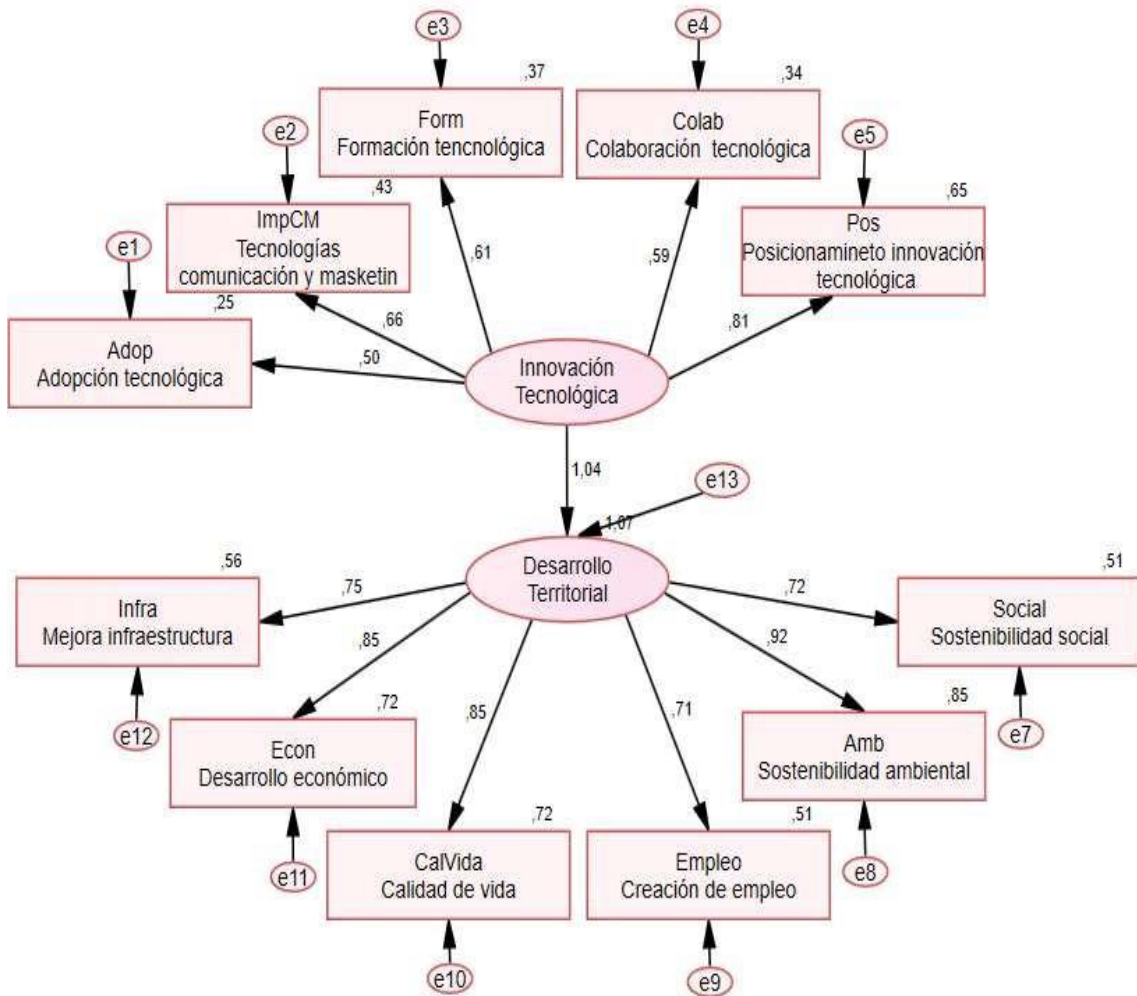 e3
e4
,37
,34
Form
Formación tencnológica
Colab
Colaboración tecnológica
e2
e5
,43
,65
ImpCM
Tecnologías
comunicación y masketin
Pos
Posicionamineto innovación
tecnológica
e1
,61
,59
,25
,66
,81
Adop
Adopción tecnológica
,50
Innovación
Tecnológica
1,04
e13
1,07
Desarrollo
Territorial
,56
,51
,75
,72
Infra
Mejora infraestructura
Social
Sostenibilidad social
,85
,92
,72
,85
,85
,71
e12
e7
Econ
Desarrollo económico
Amb
Sostenibilidad ambiental
,72
,51
CalVida
Calidad de vida
Empleo
Creación de empleo
e11
e8
e10
e9